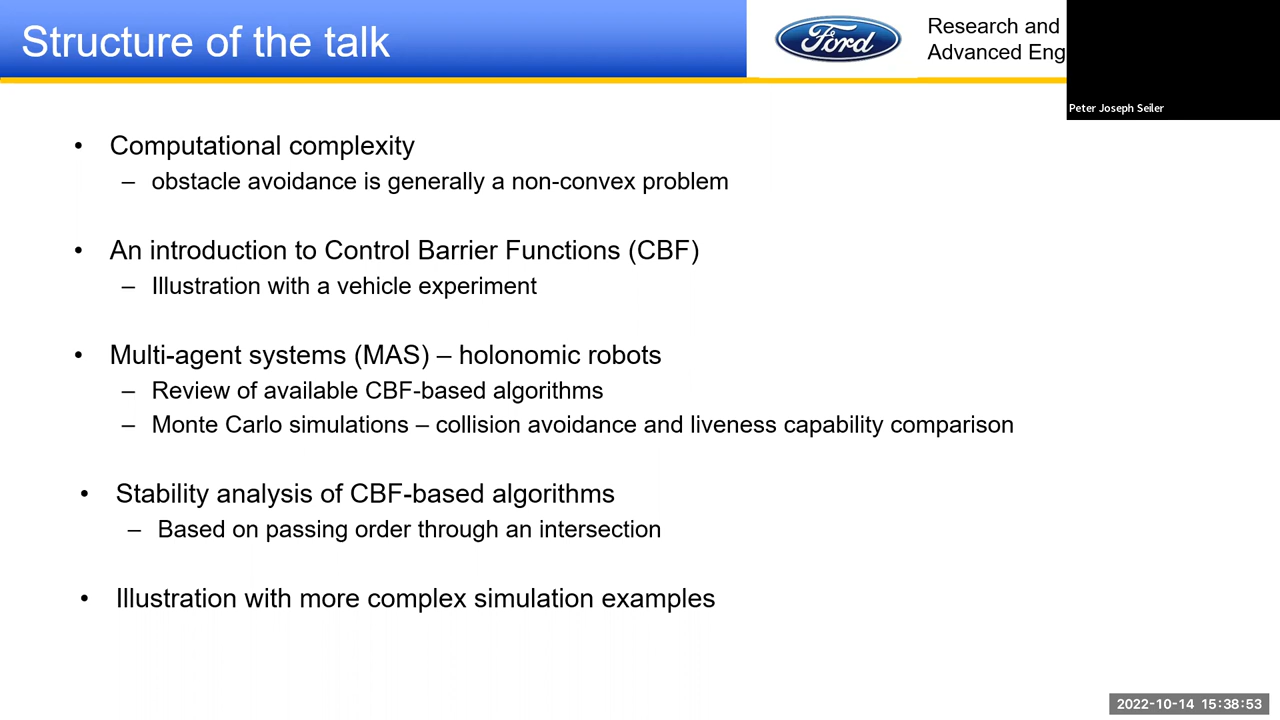 Structure of the talk
Ford
Research and
Advanced Eng
Peter Joseph Seiler
• Computational complexity
– obstacle avoidance is generally a non-convex problem
• An introduction to Control Barrier Functions (CBF)
– Illustration with a vehicle experiment
• Multi-agent systems (MAS) – holonomic robots
– Review of available CBF-based algorithms
– Monte Carlo simulations – collision avoidance and liveness capability comparison
• Stability analysis of CBF-based algorithms
– Based on passing order through an intersection
• Illustration with more complex simulation examples
2022-10-14 15:38:53